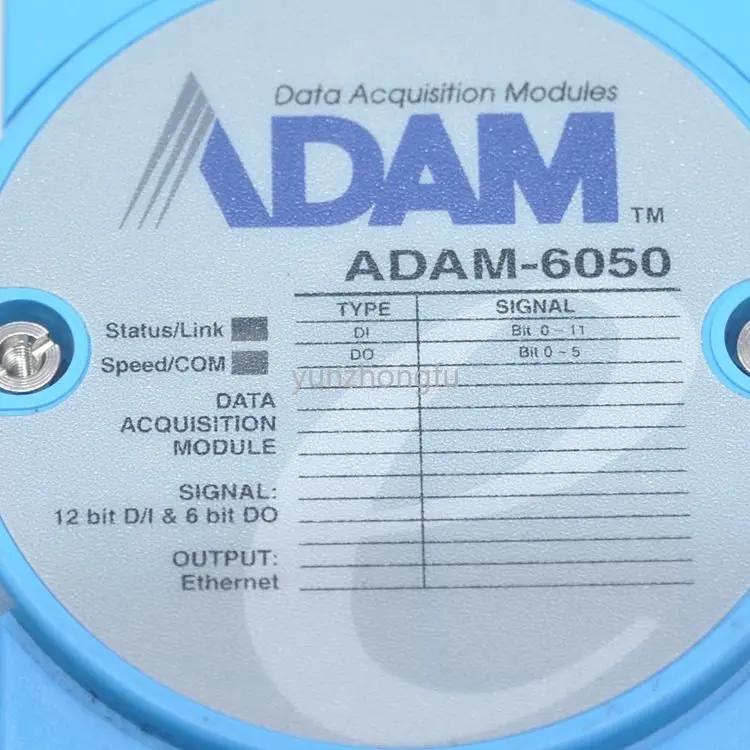 Data Acquisition Modules
ADAM TM
ADAM-6050
TYPE SIGNAL
DI Bit 0 ~ 11
DO Bit 0 ~ 5
Status/Link
Speed/COM
yunzhongfu
DATA
ACQUISITION
MODULE
SIGNAL:
12 bit D/I & 6 bit DO
OUTPUT:
Ethernet